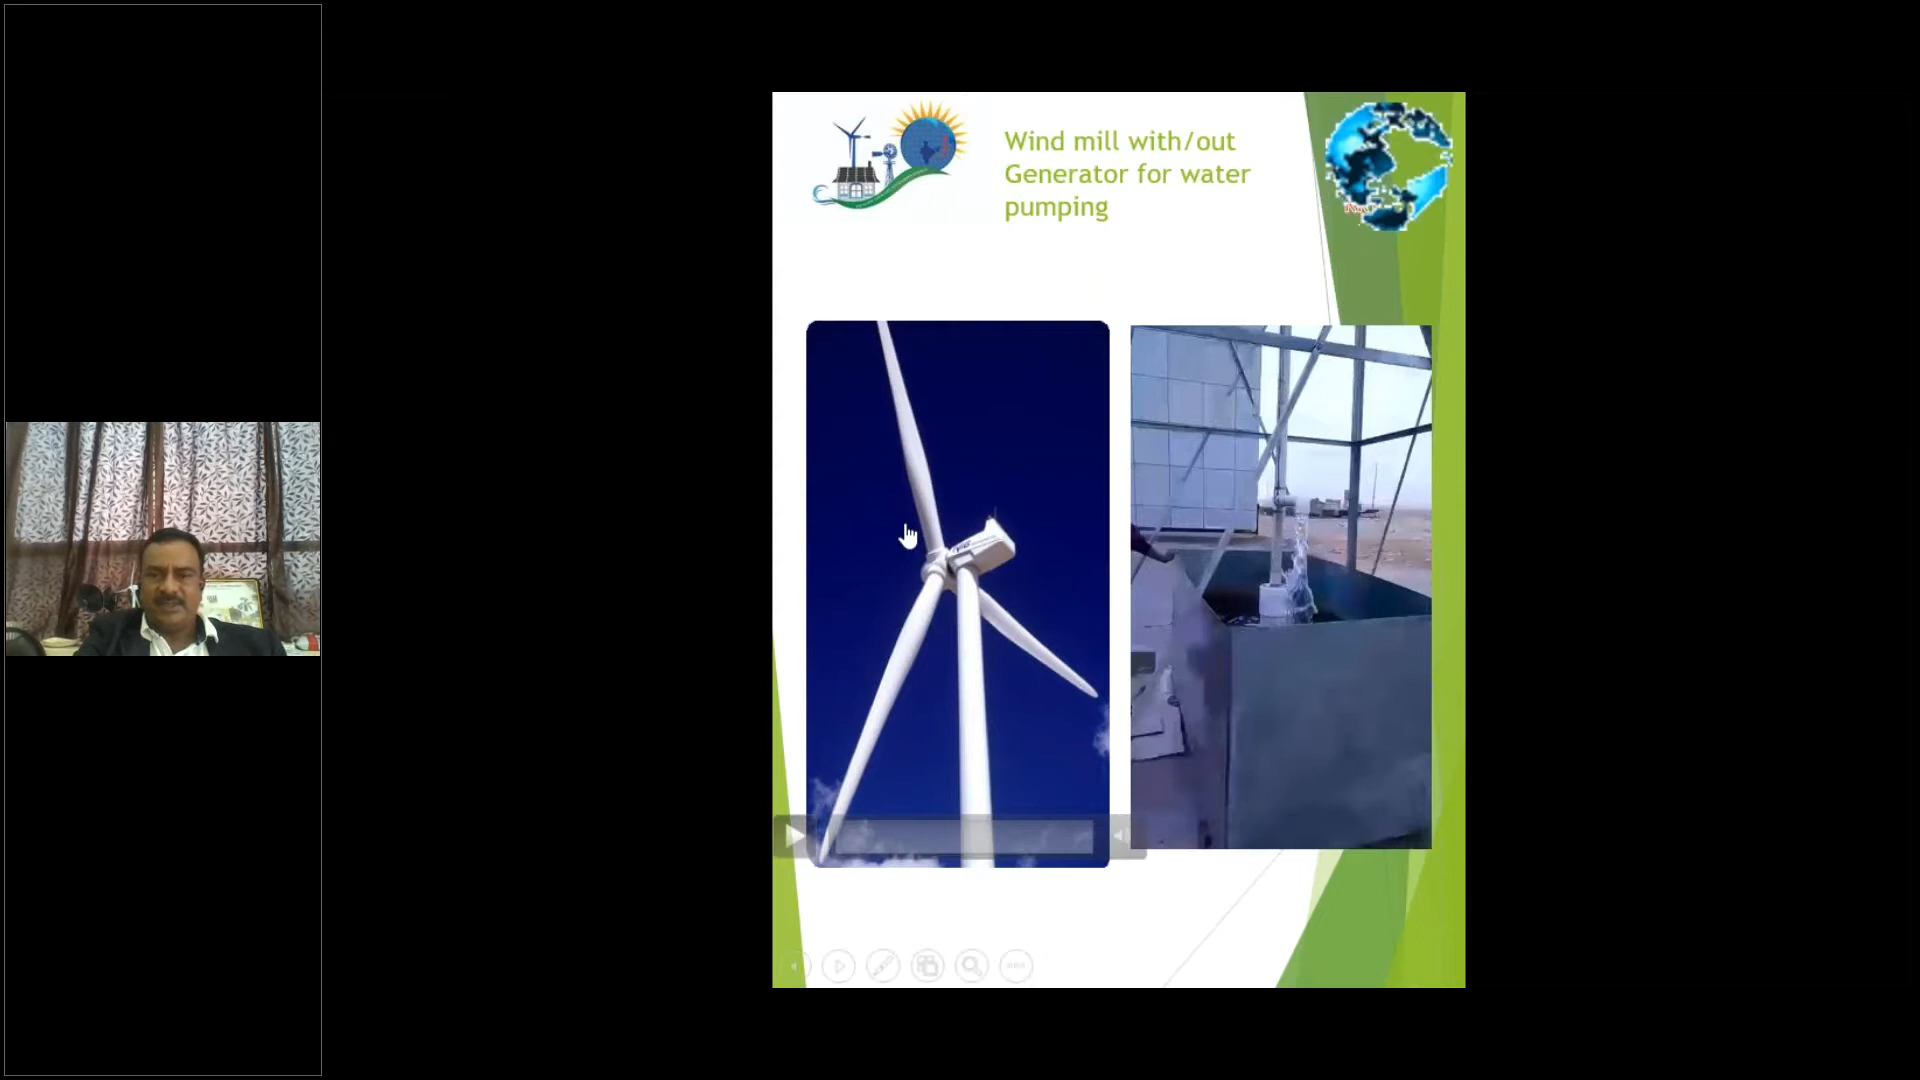 Wind mill with/out
Generator for water
pumping